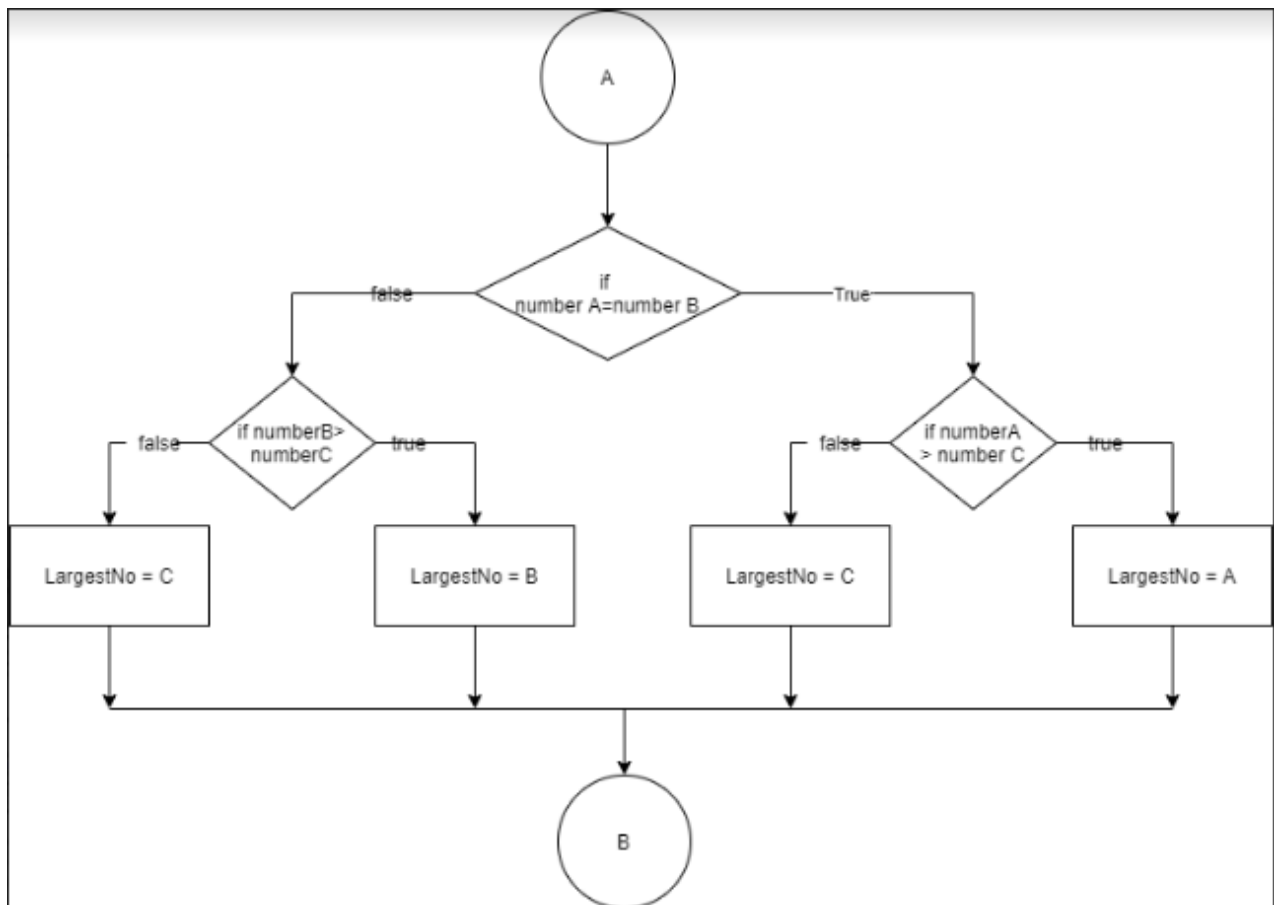 A
if
number A=number B
false
True
if numberB>
numberC
false
true
if numberA
> number C
false
true
LargestNo = C
LargestNo = B
LargestNo = C
LargestNo = A
B